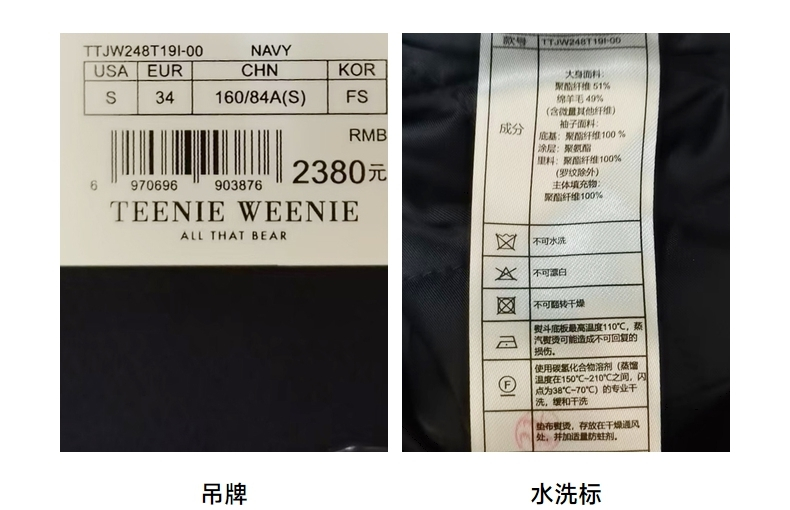 TTJW248T19I-00 NAVY
USA EUR CHN KOR
S 34 160/84A(S) FS
RMB
2380元
6 970696 903876
TEENIE WEENIE
ALL THAT BEAR
吊牌
款号 TTJW248T19I-00
成分
大身面料:
聚酯纤维 51%
绵羊毛 49%
(含微量其他纤维)
袖子面料:
底基: 聚酯纤维100 %
涂层: 聚氨酯
里料: 聚酯纤维100%
(罗纹除外)
主体填充物:
聚酯纤维100%
不可水洗
不可漂白
不可翻转干燥
熨斗底板最高温度110℃, 蒸
汽熨烫可能造成不可回复的
损伤。
F
使用碳氢化合物溶剂 (蒸馏
温度在150℃~210℃之间, 闪
点为38℃~70℃) 的专业干
洗, 缓和干洗
垫布熨烫, 存放在干燥通风
处, 并加适量防蛀剂。
水洗标